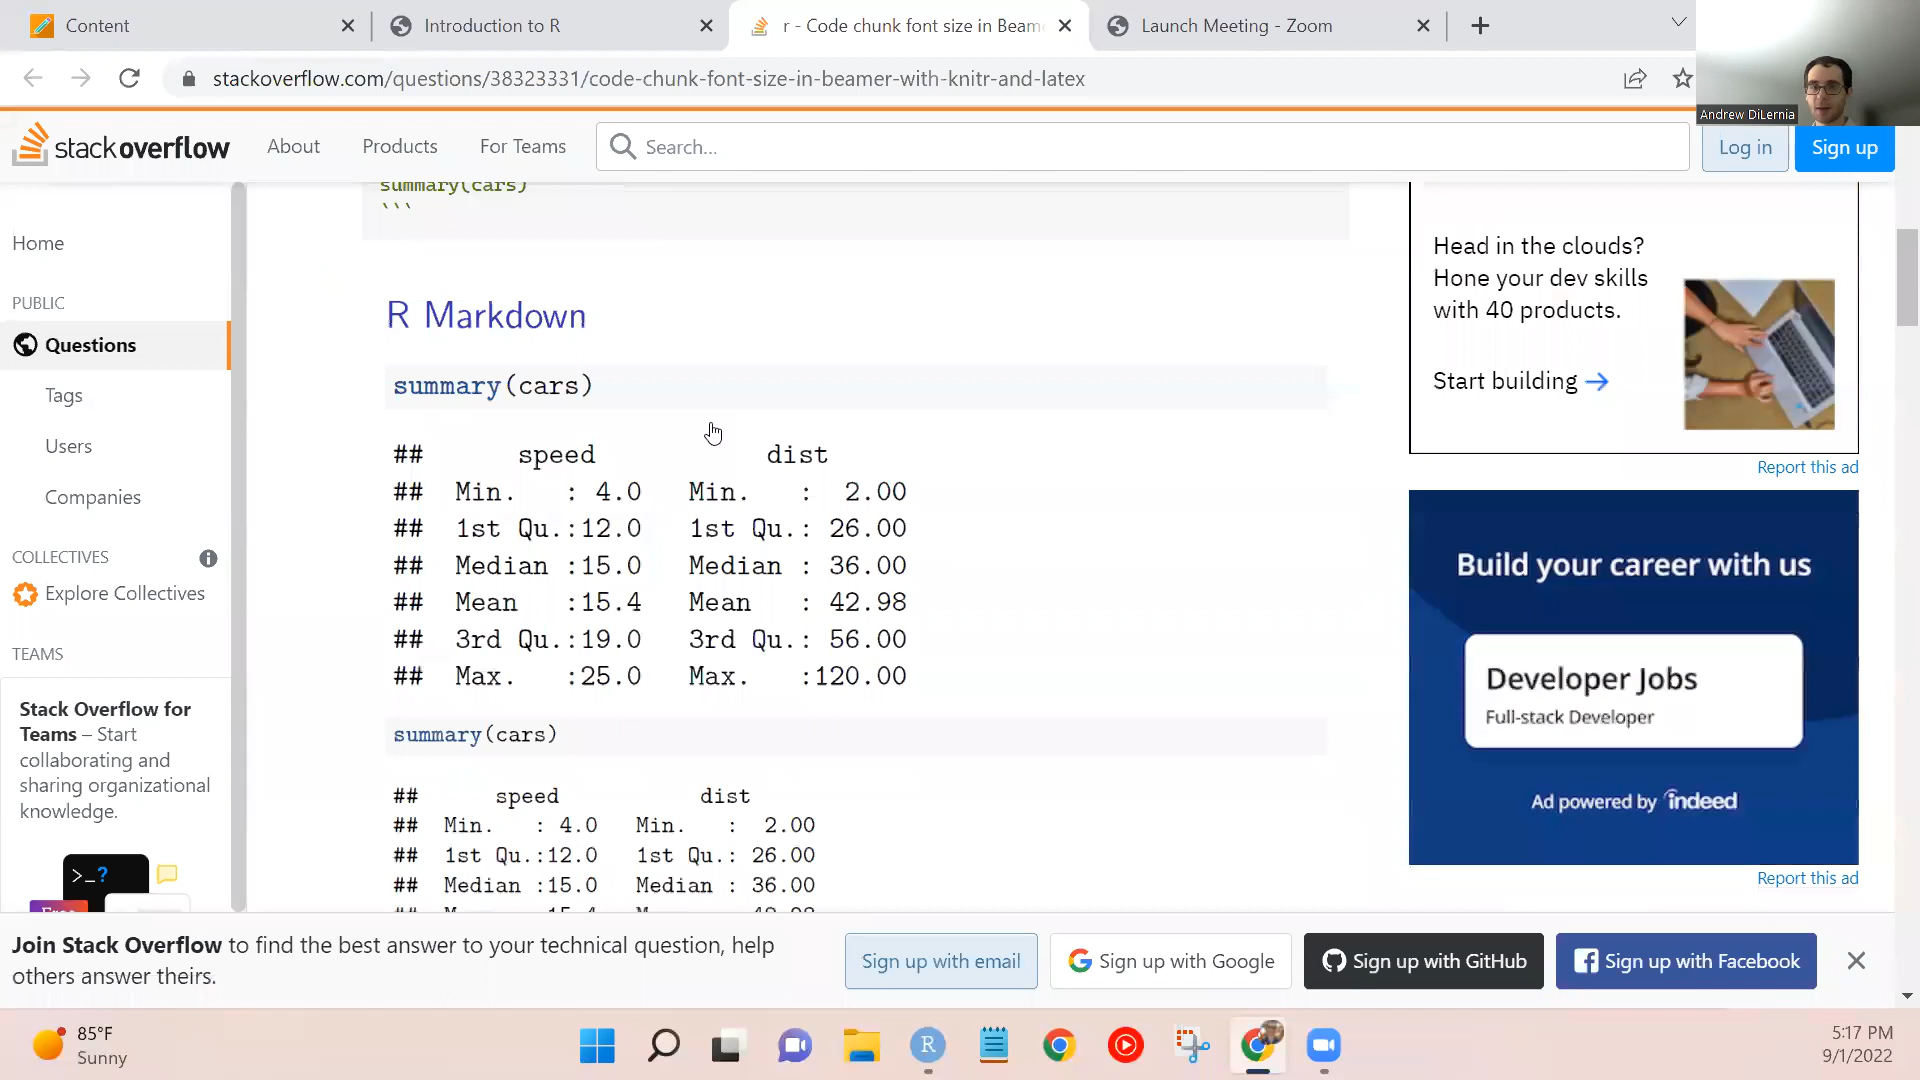 Content
Introduction to R
r - Code chunk font size in Beam
Launch Meeting - Zoom
stackoverflow.com/questions/38323331/code-chunk-font-size-in-beamer-with-knitr-and-latex
Andrew DiLernia
stackoverflow
About
Products
For Teams
Search...
Log in
Sign up
Home
PUBLIC
Questions
Tags
Users
Companies
COLLECTIVES
Explore Collectives
TEAMS
Stack Overflow for
Teams – Start
collaborating and
sharing organizational
knowledge.
>_?
Free
summary(cars)
```
R Markdown
summary(cars)
## speed dist
## Min. : 4.0 Min. : 2.00
## 1st Qu.:12.0 1st Qu.: 26.00
## Median :15.0 Median : 36.00
## Mean :15.4 Mean : 42.98
## 3rd Qu.:19.0 3rd Qu.: 56.00
## Max. :25.0 Max. :120.00
summary(cars)
## speed dist
## Min. : 4.0 Min. : 2.00
## 1st Qu.:12.0 1st Qu.: 26.00
## Median :15.0 Median : 36.00
Head in the clouds?
Hone your dev skills
with 40 products.
Start building →
Report this ad
Build your career with us
Developer Jobs
Full-stack Developer
Ad powered by indeed
Report this ad
Join Stack Overflow to find the best answer to your technical question, help
others answer theirs.
Sign up with email
Sign up with Google
Sign up with GitHub
Sign up with Facebook
85°F
Sunny
5:17 PM
9/1/2022